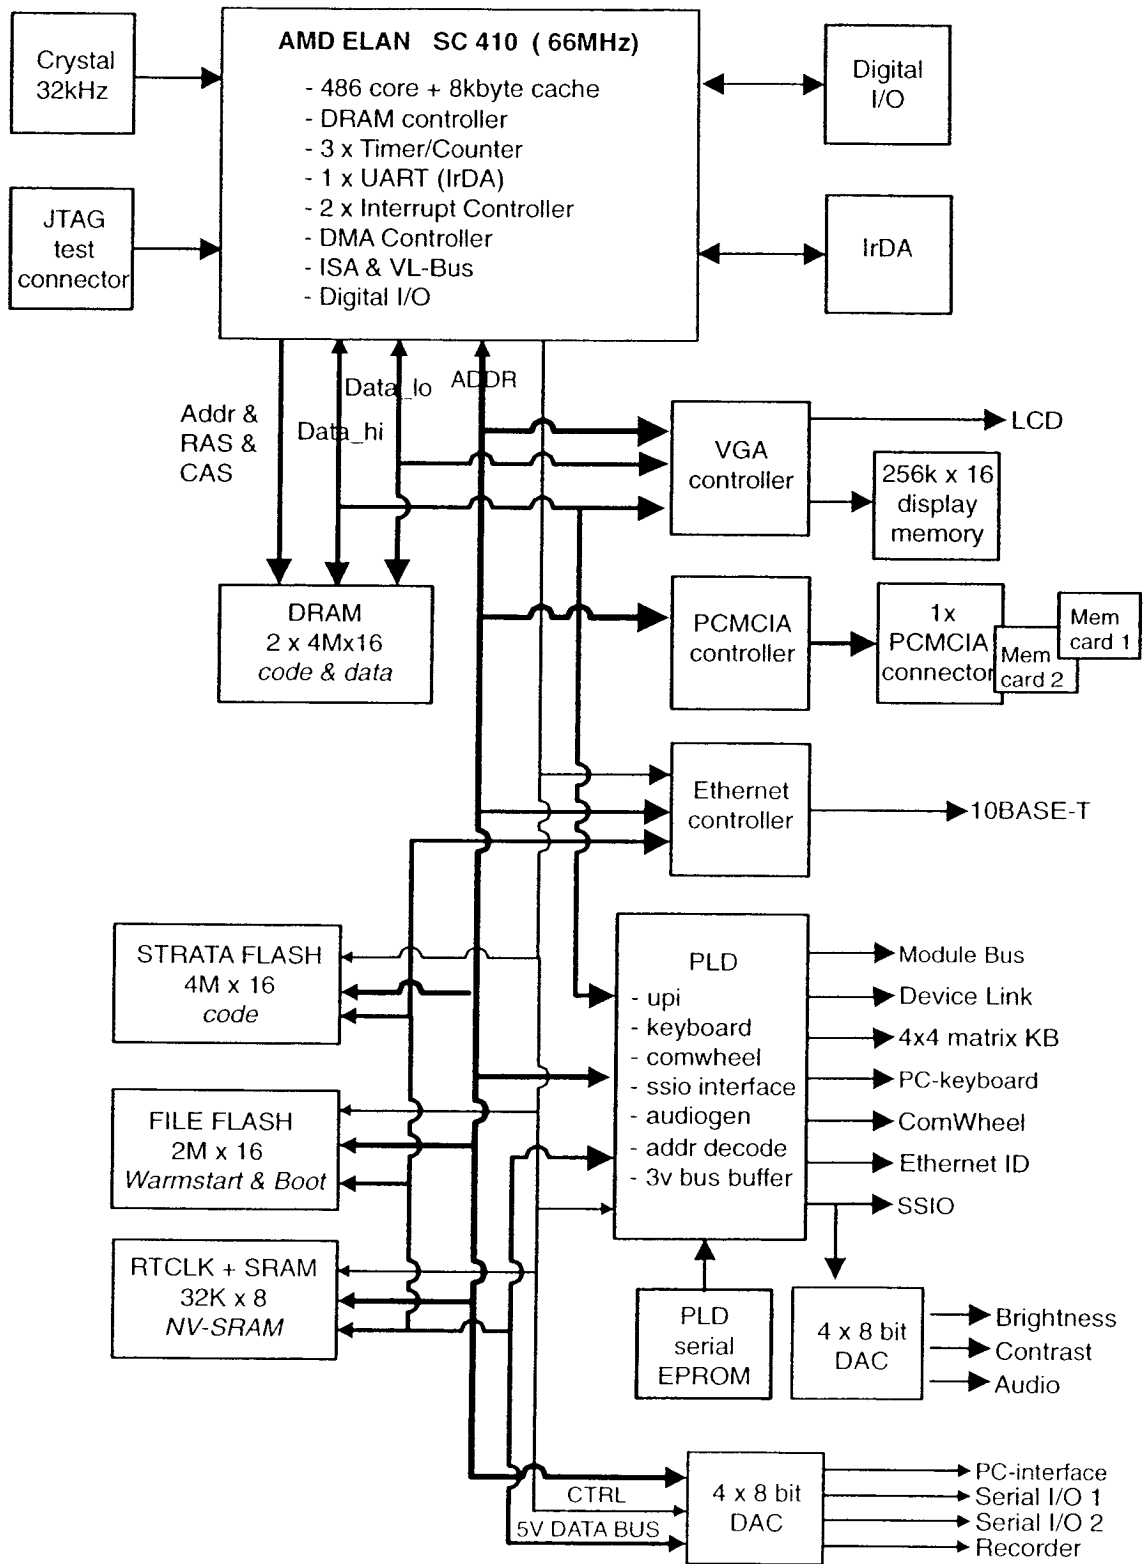 Crystal
32kHz
AMD ELAN SC 410 ( 66MHz)
- 486 core + 8kbyte cache
- DRAM controller
- 3 x Timer/Counter
- 1 x UART (IrDA)
- 2 x Interrupt Controller
- DMA Controller
- ISA & VL-Bus
- Digital I/O
Digital
I/O
JTAG
test
connector
IrDA
Addr &
RAS &
CAS
Data_hi
Data_lo
ADDR
VGA
controller
LCD
256k x 16
display
memory
DRAM
2 x 4Mx16
code & data
PCMCIA
controller
1x
PCMCIA
connector
Mem
card 1
Mem
card 2
Ethernet
controller
10BASE-T
STRATA FLASH
4M x 16
code
FILE FLASH
2M x 16
Warmstart & Boot
RTCLK + SRAM
32K x 8
NV-SRAM
PLD
- upi
- keyboard
- comwheel
- ssio interface
- audiogen
- addr decode
- 3v bus buffer
Module Bus
Device Link
4x4 matrix KB
PC-keyboard
ComWheel
Ethernet ID
SSIO
PLD
serial
EPROM
4 x 8 bit
DAC
Brightness
Contrast
Audio
CTRL
5V DATA BUS
4 x 8 bit
DAC
PC-interface
Serial I/O 1
Serial I/O 2
Recorder